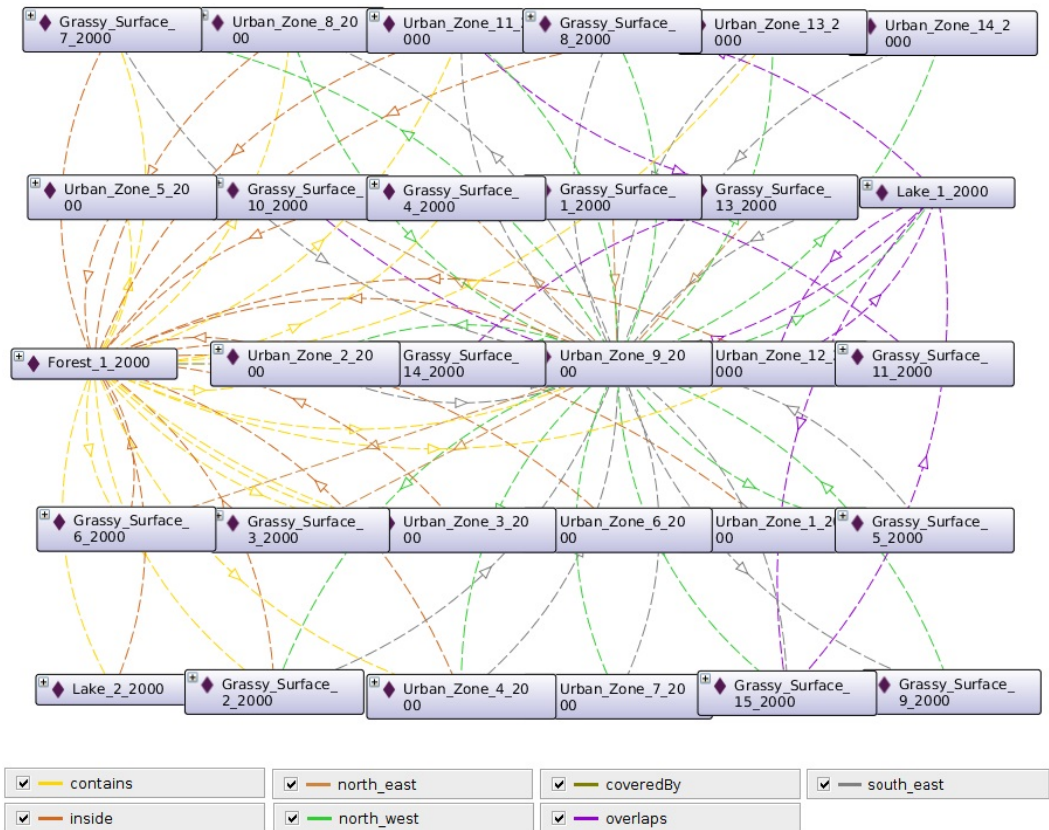 Grassy_Surface_
7_2000
Urban_Zone_8_20
00
Urban_Zone_11_
000
Grassy_Surface_
8_2000
Urban_Zone_13_2
000
Urban_Zone_14_2
000
Urban_Zone_5_20
00
Grassy_Surface_
10_2000
Grassy_Surface_
4_2000
Grassy_Surface_
1_2000
Grassy_Surface_
13_2000
Lake_1_2000
Forest_1_2000
Urban_Zone_2_20
00
Grassy_Surface_
14_2000
Urban_Zone_9_20
00
Urban_Zone_12_
000
Grassy_Surface_
11_2000
Grassy_Surface_
6_2000
Grassy_Surface_
3_2000
Urban_Zone_3_20
00
Urban_Zone_6_20
00
Urban_Zone_1_20
00
Grassy_Surface_
5_2000
Lake_2_2000
Grassy_Surface_
2_2000
Urban_Zone_4_20
00
Urban_Zone_7_20
00
Grassy_Surface_
15_2000
Grassy_Surface_
9_2000
contains
north_east
coveredBy
south_east
inside
north_west
overlaps